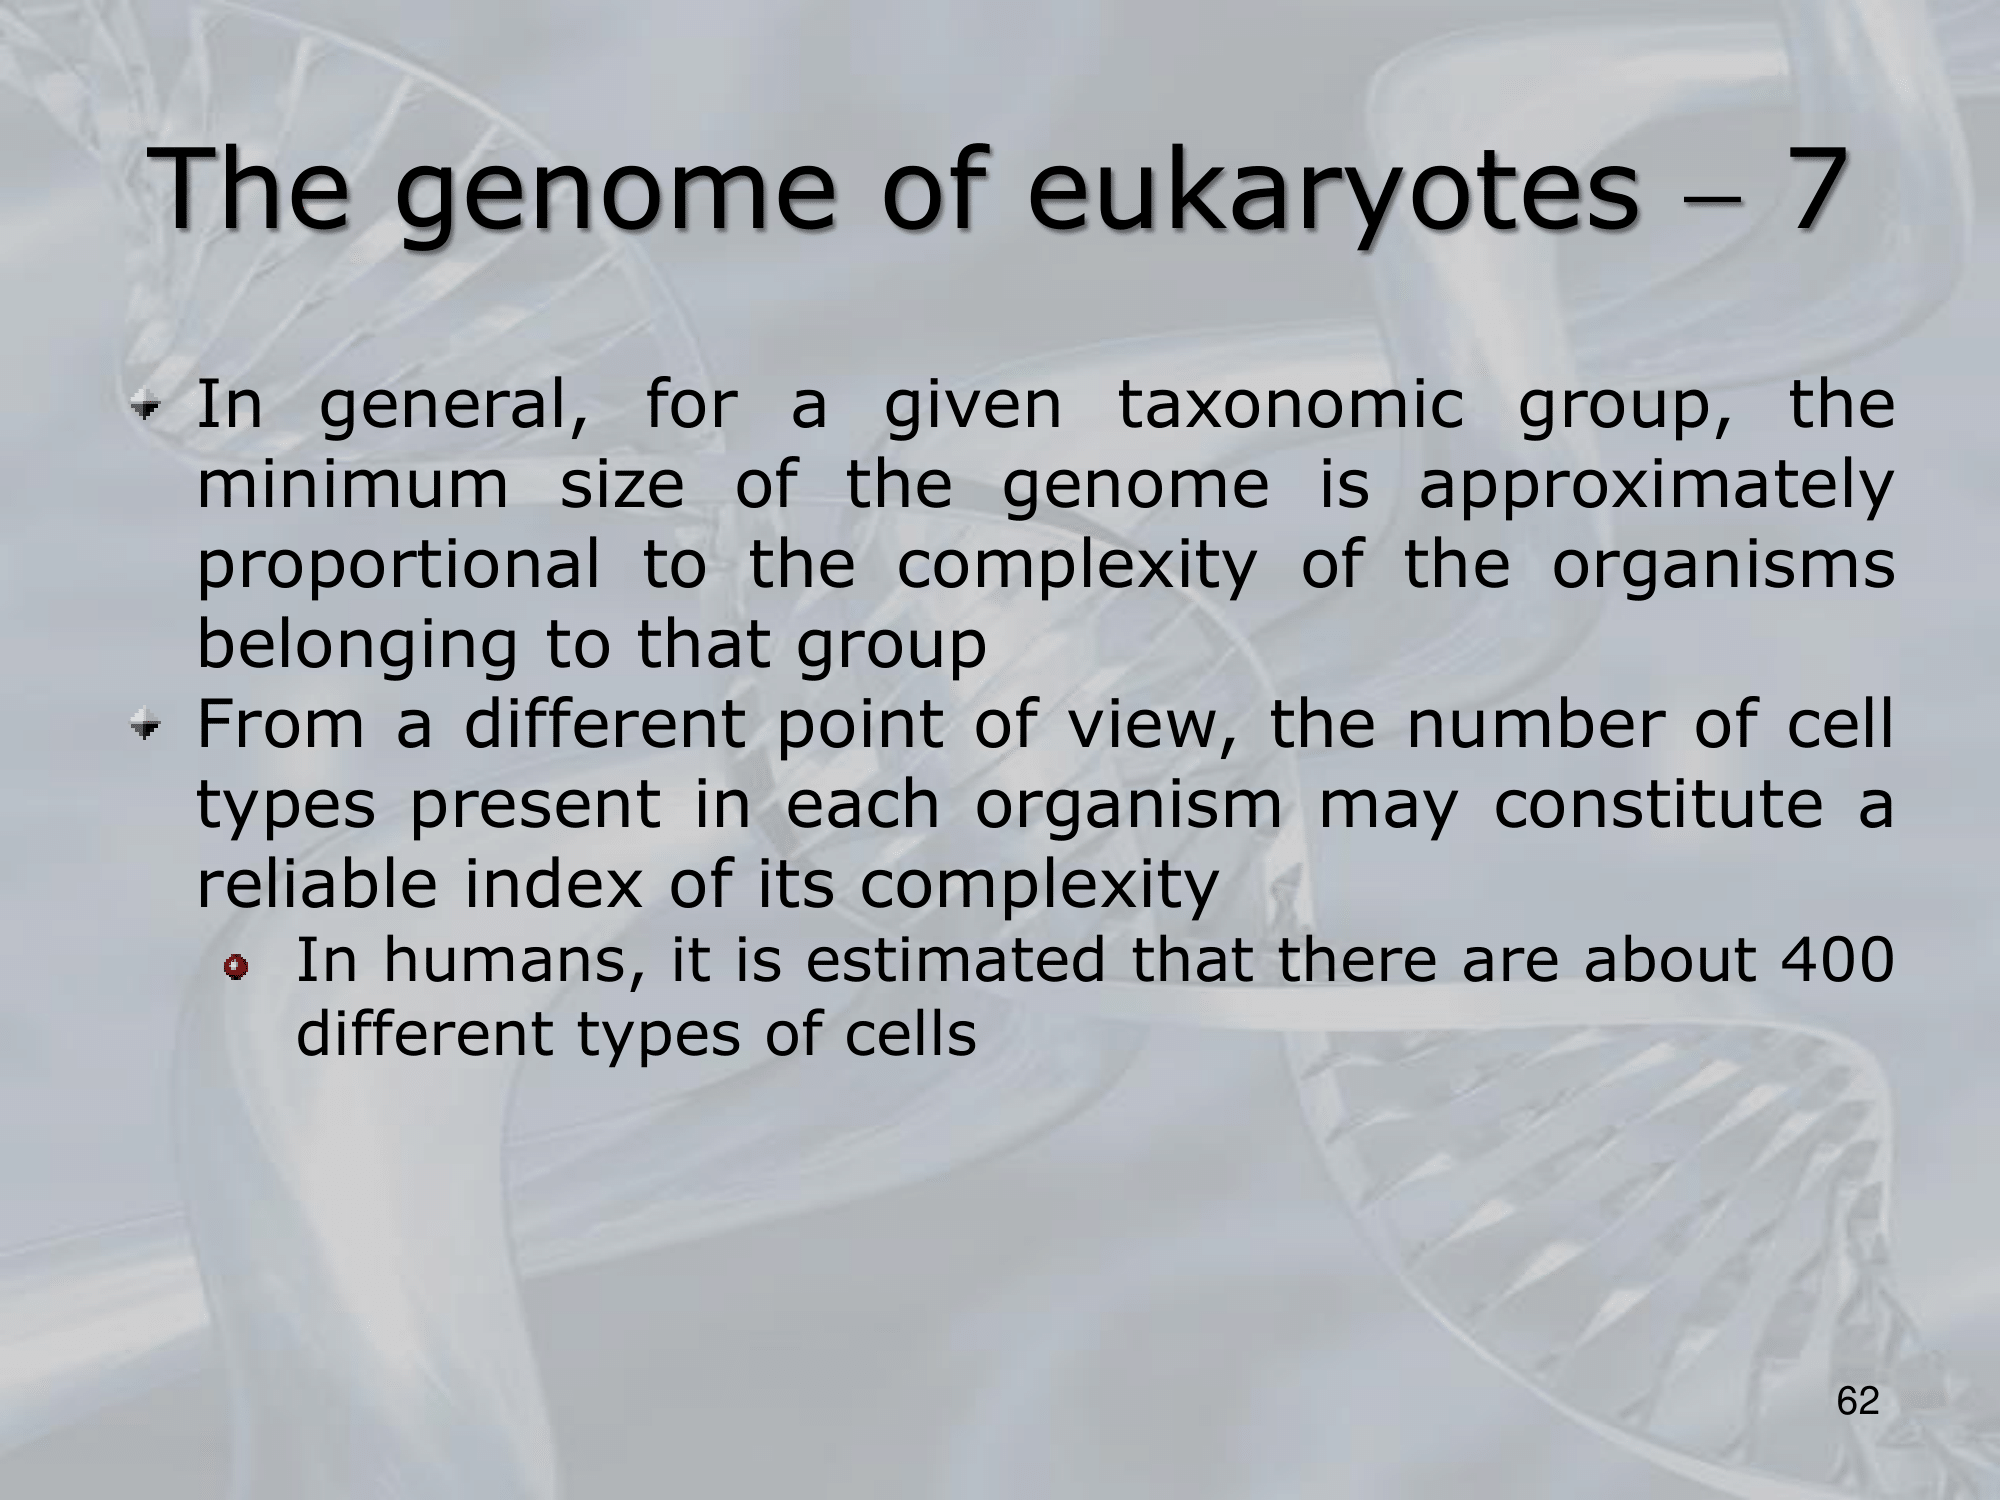 The genome of eukaryotes – 7
In general, for a given taxonomic group, the
minimum size of the genome is approximately
proportional to the complexity of the organisms
belonging to that group
From a different point of view, the number of cell
types present in each organism may constitute a
reliable index of its complexity
In humans, it is estimated that there are about 400
different types of cells
62